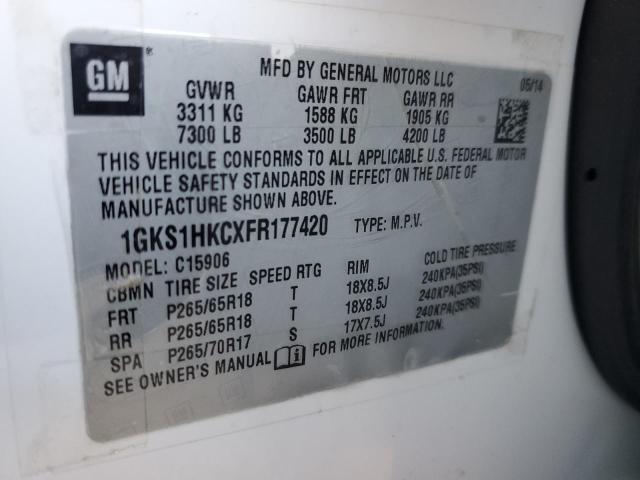 GM
MFD BY GENERAL MOTORS LLC
05/14
GVWR GAWR FRT GAWR RR
3311 KG 1588 KG 1905 KG
7300 LB 3500 LB 4200 LB
THIS VEHICLE CONFORMS TO ALL APPLICABLE U.S. FEDERAL MOTOR
VEHICLE SAFETY STANDARDS IN EFFECT ON THE DATE OF
MANUFACTURE SHOWN ABOVE.
1GKS1HKCXFR177420 TYPE: M.P.V.
MODEL: C15906
CBMN TIRE SIZE SPEED RTG RIM COLD TIRE PRESSURE
FRT P265/65R18 T 18X8.5J 240KPA(35PSI)
RR P265/65R18 T 18X8.5J 240KPA(35PSI)
SPA P265/70R17 S 17X7.5J 240KPA(35PSI)
SEE OWNER'S MANUAL FOR MORE INFORMATION.